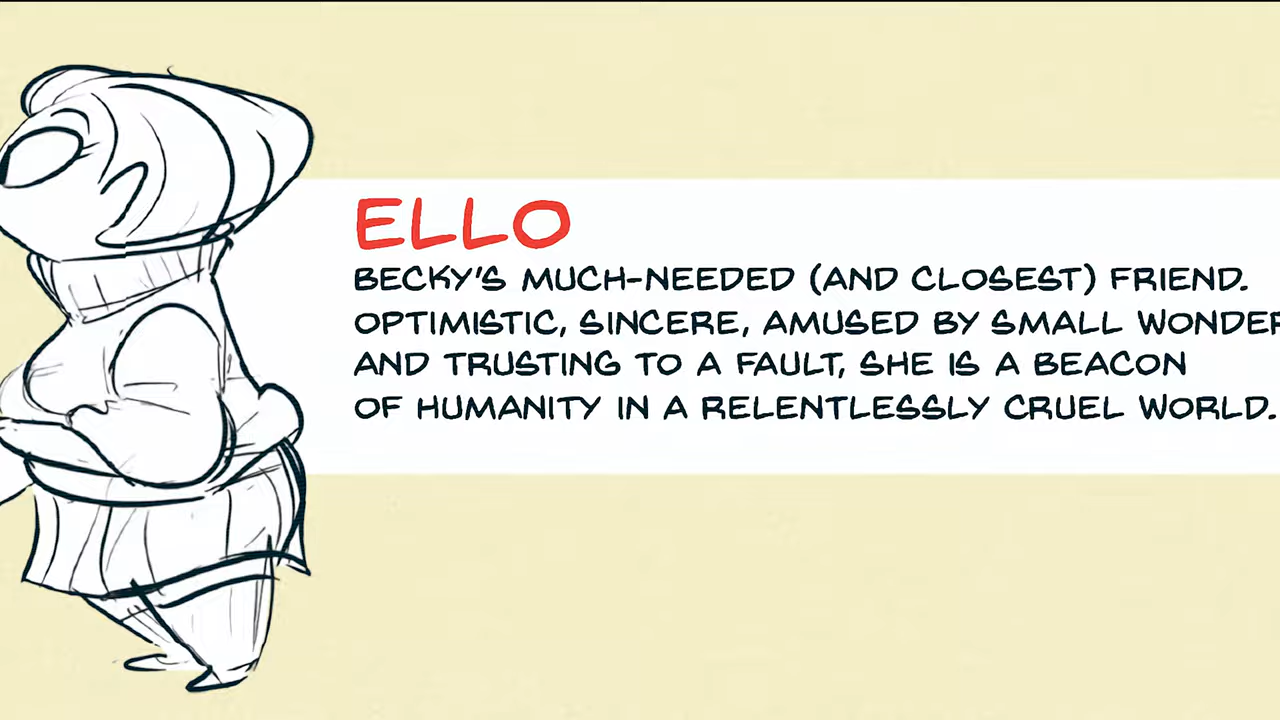 ELLO
BECKY'S MUCH-NEEDED (AND CLOSEST) FRIEND.
OPTIMISTIC, SINCERE, AMUSED BY SMALL WONDER
AND TRUSTING TO A FAULT, SHE IS A BEACON
OF HUMANITY IN A RELENTLESSLY CRUEL WORLD.